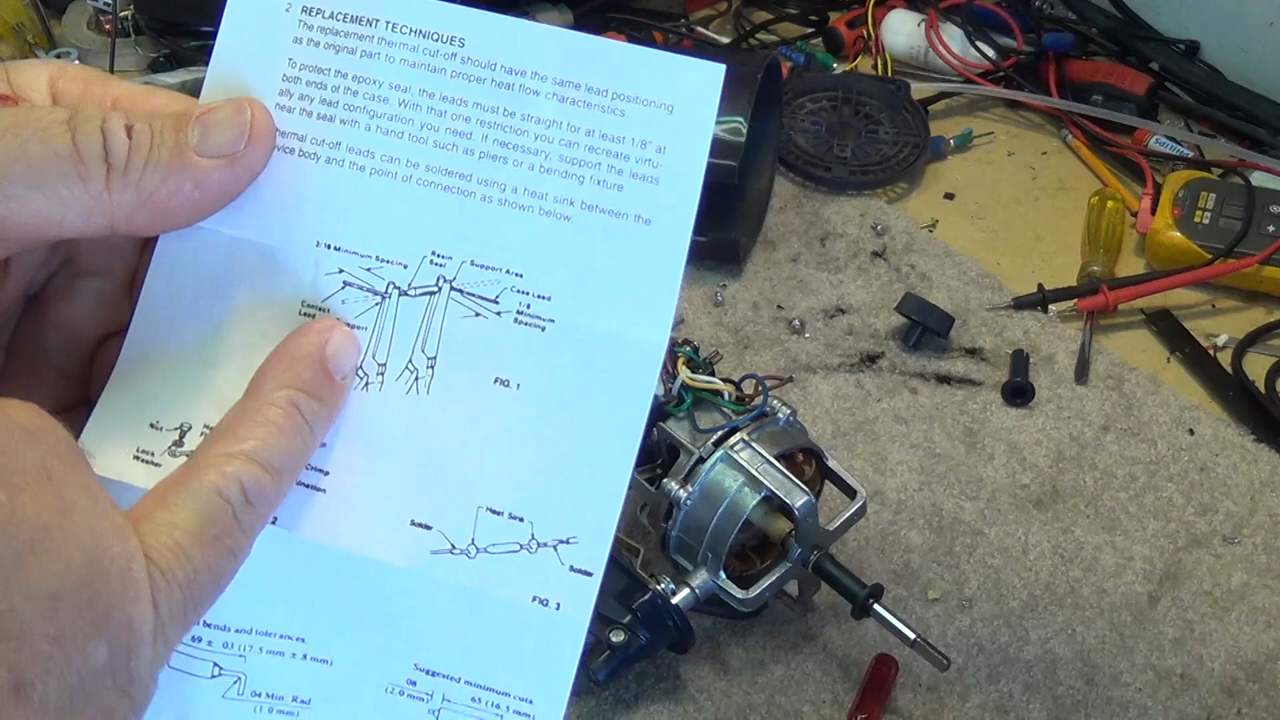 2 REPLACEMENT TECHNIQUES
The replacement thermal cut-off should have the same lead positioning
as the original part to maintain proper heat flow characteristics.
To protect the epoxy seal, the leads must be straight for at least 1/8" at
both ends of the case. With that one restriction you can recreate virtu-
ally any lead configuration you need. If necessary, support the leads
near the seal with a hand tool such as pliers or a bending fixture
hermal cut-off leads can be soldered using a heat sink between the
vice body and the point of connection as shown below.
3/16 Minimum Spacing
Resin
Seal
Support Area
Case Lead
1/8
Minimum
Spacing
Contact
Lead
FIG. 1
Nut
Lock
Washer
Crimp
2
Solder
Heat Sink
Solder
FIG. 3
bends and tolerances.
.69 ± .03 (17.5 mm ± .8 mm)
.04 Min. Rad
(1.0 mm)
Suggested minimum cuts.
.08
(2.0 mm)
.65 (16.5 mm)
PHILIPS